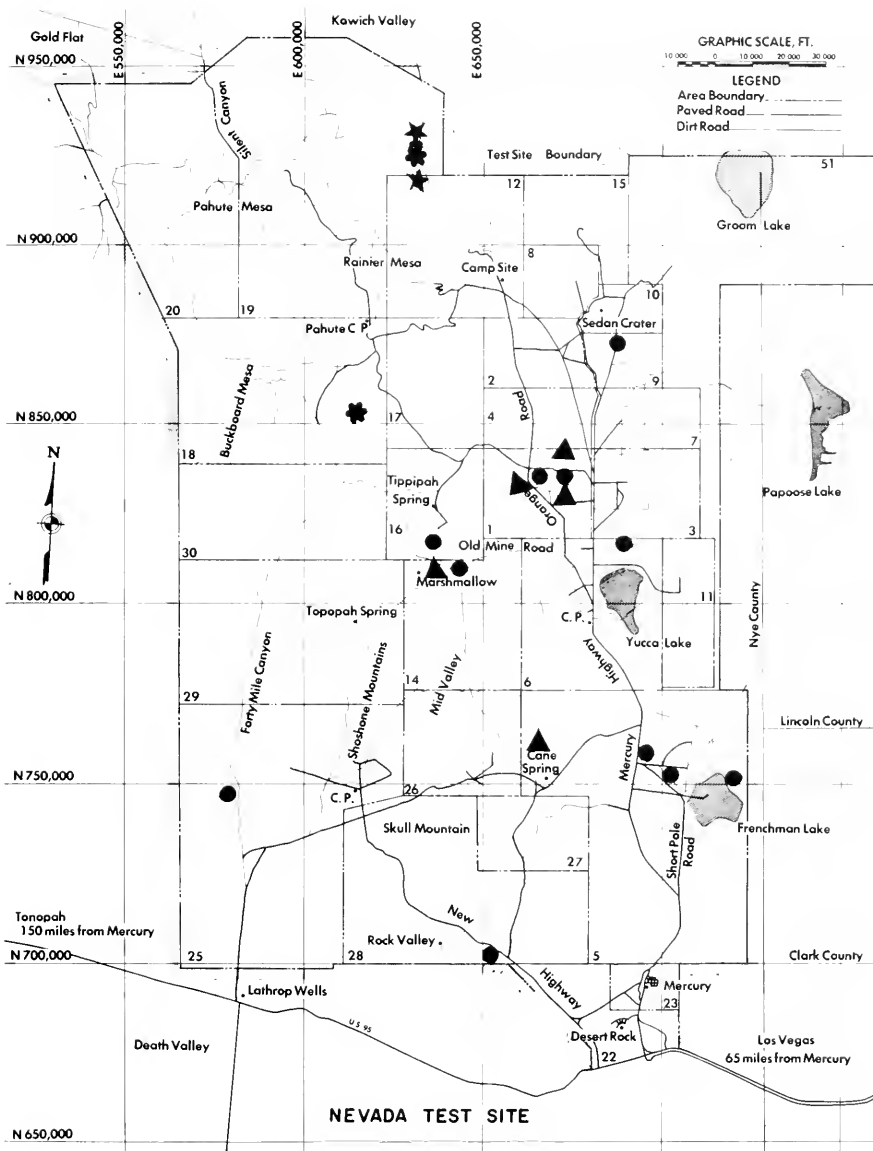 Kawich Valley
Gold Flat
E 550,000
E 600,000
E 650,000
N 950,000
GRAPHIC SCALE, FT.
10 000 0 10 000 20 000 30 000
LEGEND
Area Boundary
Paved Road
Dirt Road
Silent Canyon
Test Site Boundary
12
15
51
Pahute Mesa
Groom Lake
N 900,000
8
Rainier Mesa
Camp Site
10
20
19
Sedan Crater
Pahute C P
2
9
Buckboard Mesa
Road
N 850,000
17
4
7
18
N
Tippipah
Spring
Papoose Lake
Orange
16
1
3
Old Mine Road
30
Marshmallow
N 800,000
11
Topopah Spring
C. P.
Yucca Lake
Nye County
Forty Mile Canyon
Shoshone Mountains
Mid Valley
Highway
14
6
29
Lincoln County
Mercury
Cane
Spring
N 750,000
C. P.
26
Skull Mountain
Frenchman Lake
Short Pole
Road
27
Tonopah
150 miles from Mercury
New
Rock Valley
25
28
5
Clark County
N 700,000
Highway
Lathrop Wells
Mercury
23
US 95
Desert Rock
Death Valley
22
Los Vegas
65 miles from Mercury
NEVADA TEST SITE
N 650,000